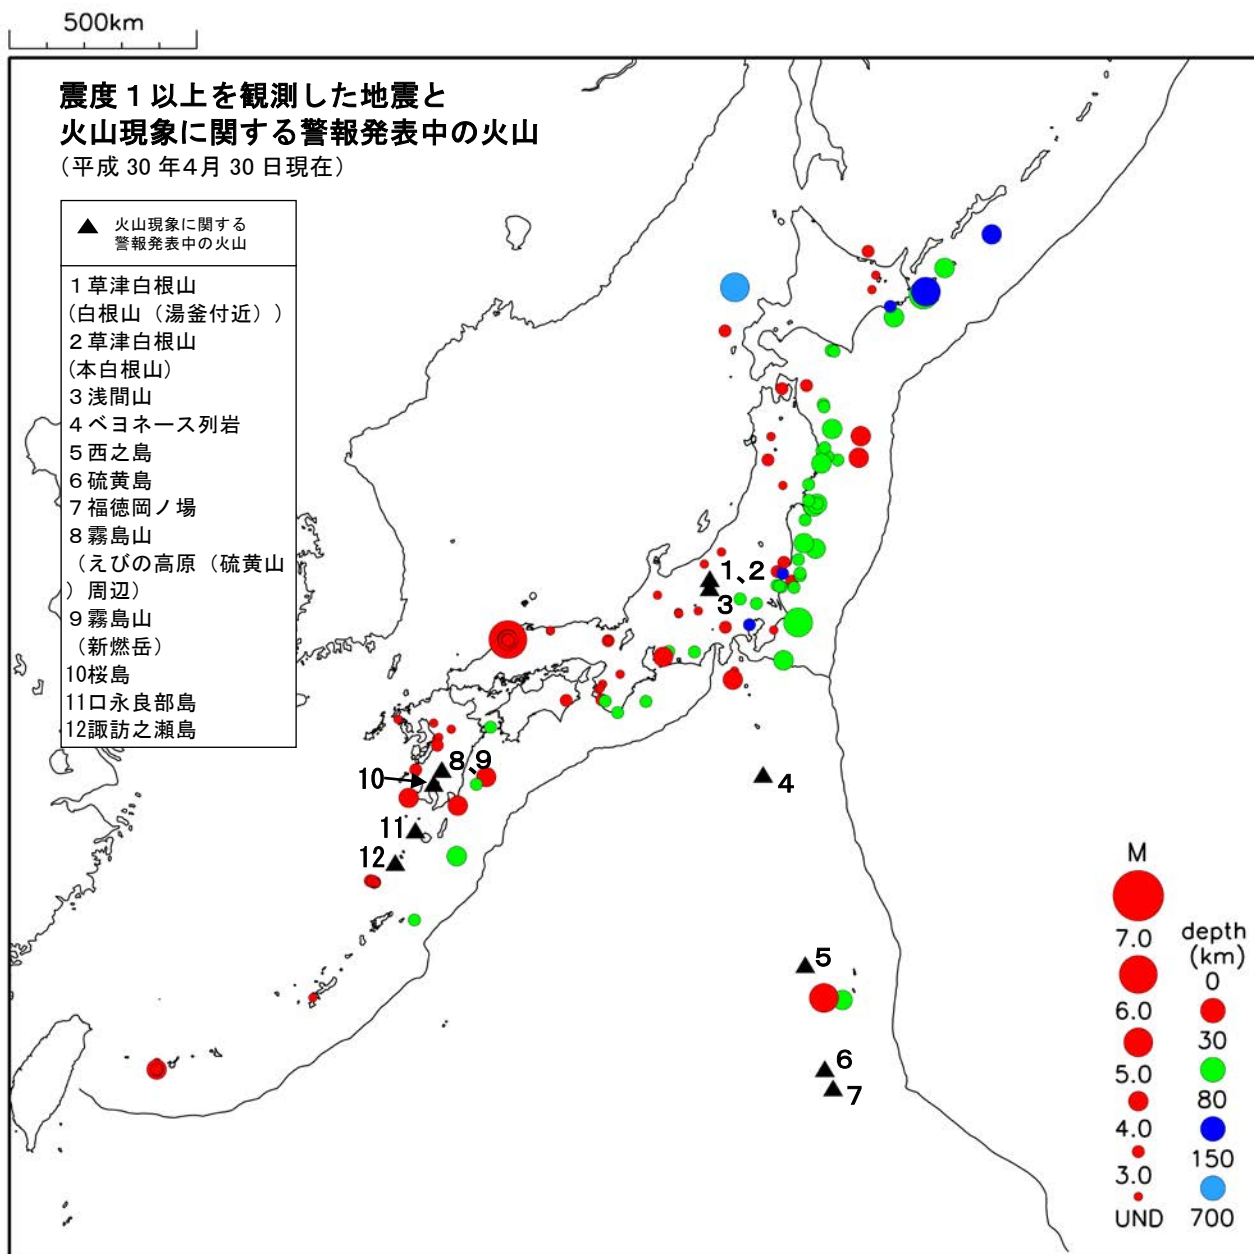 500km
震度１以上を観測した地震と
火山現象に関する警報発表中の火山
（平成 30 年4月 30 日現在）
▲ 火山現象に関する
警報発表中の火山
１草津白根山
(白根山（湯釜付近）)
２草津白根山
(本白根山)
３浅間山
４ベヨネース列岩
５西之島
６硫黄島
７福徳岡ノ場
８霧島山
（えびの高原（硫黄山
）周辺）
９霧島山
（新燃岳）
10桜島
11口永良部島
12諏訪之瀬島
1、2
3
8、9
10
4
11
12
5
6
7
M
7.0
6.0
5.0
4.0
3.0
UND
depth
(km)
0
30
80
150
700